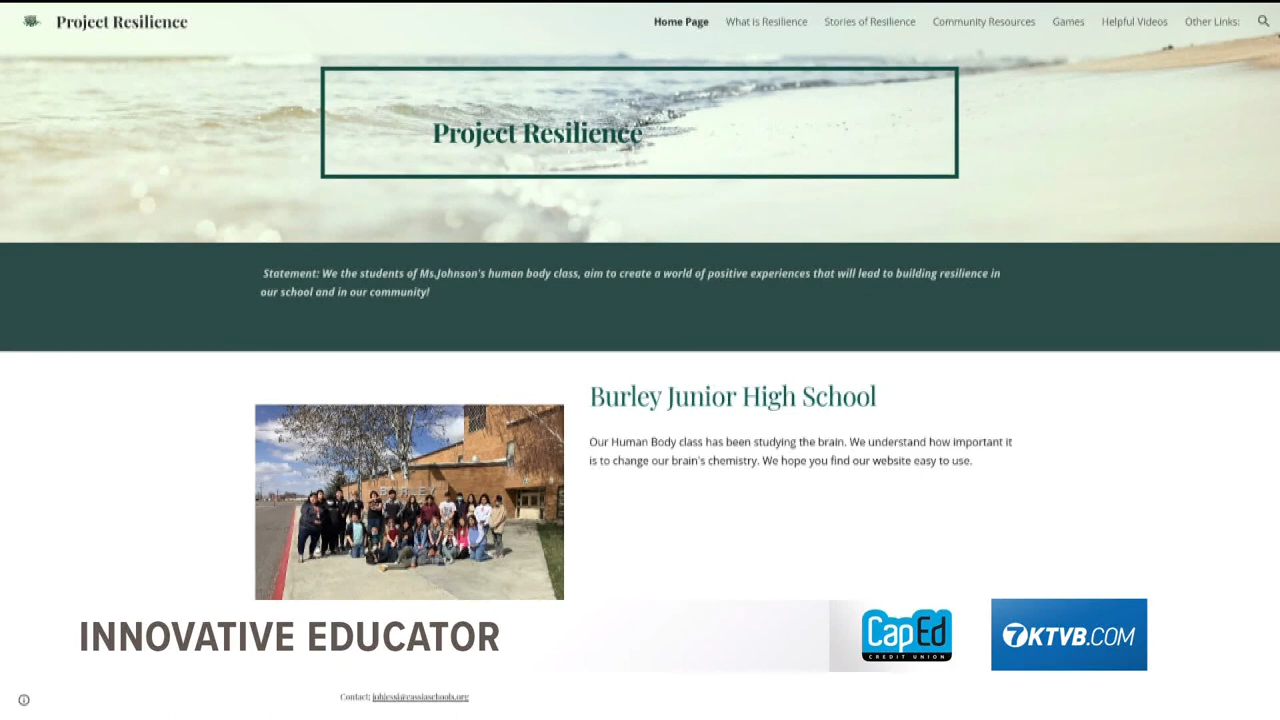 Project Resilience
Home Page
What is Resilience
Stories of Resilience
Community Resources
Games
Helpful Videos
Other Links:
Project Resilience
Statement: We the students of Ms.Johnson's human body class, aim to create a world of positive experiences that will lead to building resilience in
our school and in our community!
Burley Junior High School
Our Human Body class has been studying the brain. We understand how important it
is to change our brain's chemistry. We hope you find our website easy to use.
BURLEY
INNOVATIVE EDUCATOR
CapEd
CREDIT UNION
7KTVB.COM
Contact: